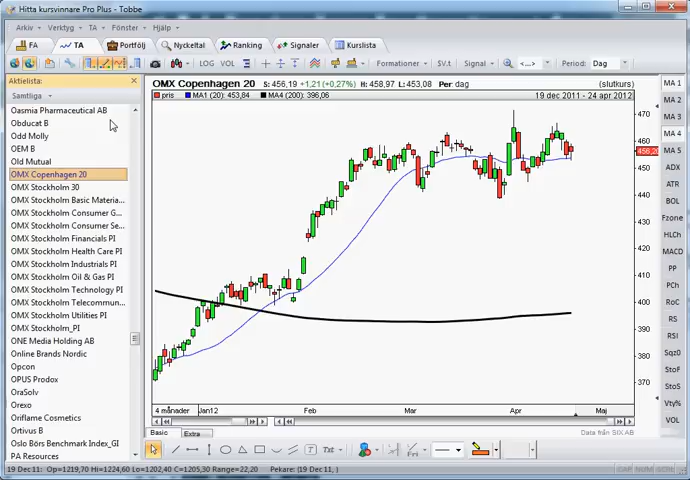 Hitta kursvinnare Pro Plus - Tobbe
Arkiv Verktyg TA Fönster Hjälp
FA TA Portfölj Nyckeltal Ranking Signaler Kurslista
LOG VOL <...> Formationer S.V:t Signal Period: Dag
Aktielista:
Samtliga
Oasmia Pharmaceutical AB
Obducat B
Odd Molly
OEM B
Old Mutual
OMX Copenhagen 20
OMX Stockholm 30
OMX Stockholm Basic Materia...
OMX Stockholm Consumer G...
OMX Stockholm Consumer Se...
OMX Stockholm Financials PI
OMX Stockholm Health Care PI
OMX Stockholm Industrials PI
OMX Stockholm Oil & Gas PI
OMX Stockholm Technology PI
OMX Stockholm Telecommun...
OMX Stockholm Utilities PI
OMX Stockholm_PI
ONE Media Holding AB
Online Brands Nordic
Opcon
OPUS Prodox
OraSolv
Orexo
Oriflame Cosmetics
Ortivus B
Oslo Börs Benchmark Index_GI
PA Resources
OMX Copenhagen 20 S: 456,19 +1,21 (+0,27%) H: 458,97 L: 453,08 Per dag (slutkurs)
pris MA1 (20): 453,84 MA4 (200): 396,06 19 dec 2011 - 24 apr 2012
460
456,20
450
440
430
420
410
400
390
380
370
4 månader Jan12 Feb Mar Apr Maj
Basic Extra Data från SIX AB
MA 1
MA 2
MA 3
MA 4
MA 5
ADX
ATR
BOL
Fzone
HLCh
MACD
PP
PCh
RoC
RS
RSI
Sqz0
StoF
StoS
Vty%
VOL
T Txt Fri
19 Dec 11: Op=1219,70 Hi=1224,60 Lo=1202,40 C=1205,30 Range=22,20 Pekare: (19 Dec 11, )
CAP NUM SCRL